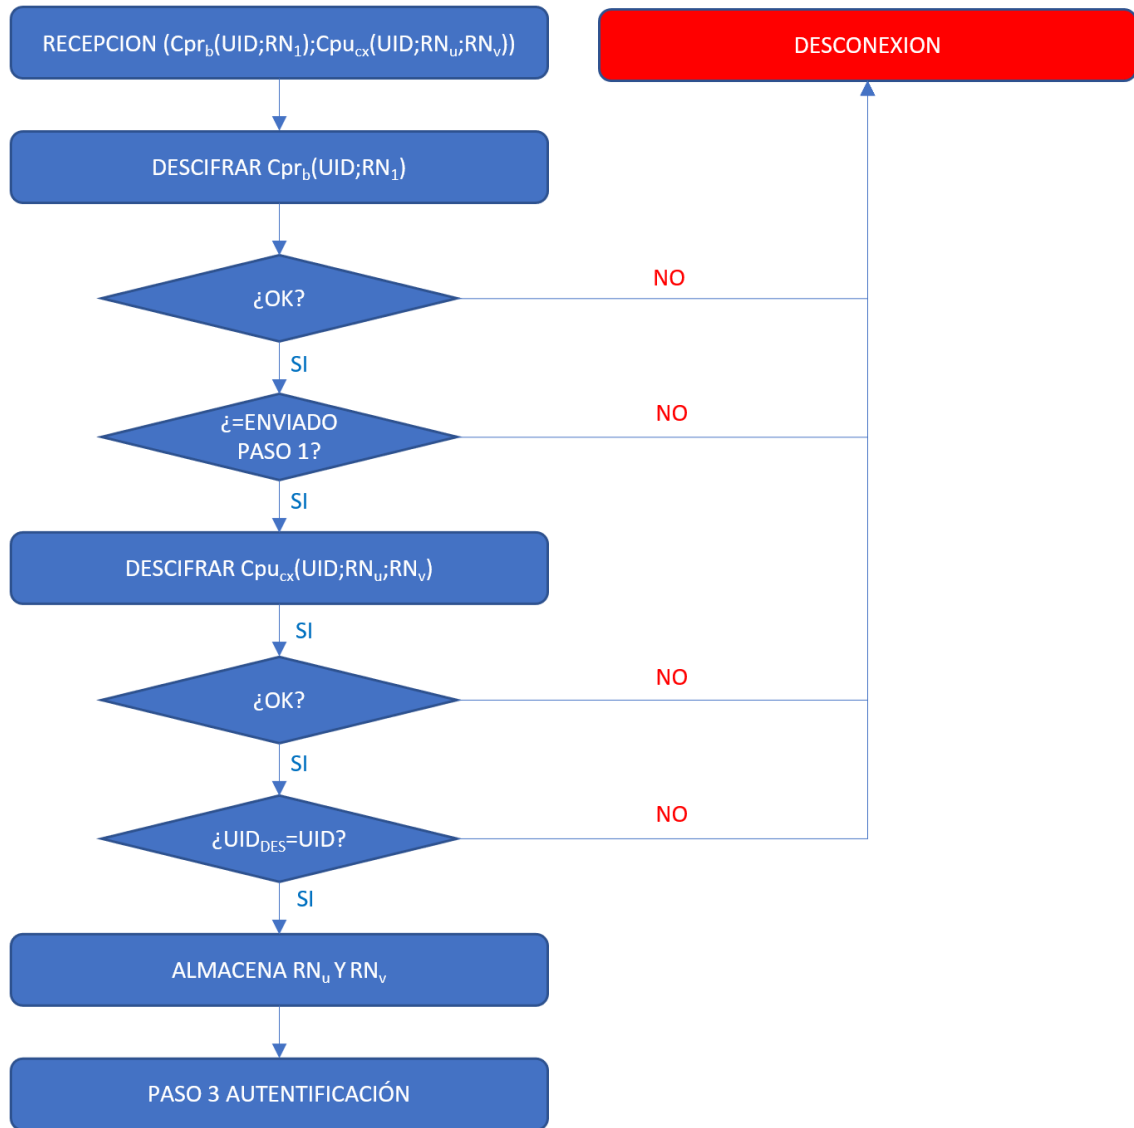 RECEPCION (Cprb(UID;RN1);Cpucx(UID;RNu;RNv))
DESCONEXION
DESCIFRAR Cprb(UID;RN1)
¿OK?
NO
SI
¿=ENVIADO
PASO 1?
NO
SI
DESCIFRAR Cpucx(UID;RNu;RNv)
SI
¿OK?
NO
SI
¿UIDDES=UID?
NO
SI
ALMACENA RNu Y RNv
PASO 3 AUTENTIFICACIÓN